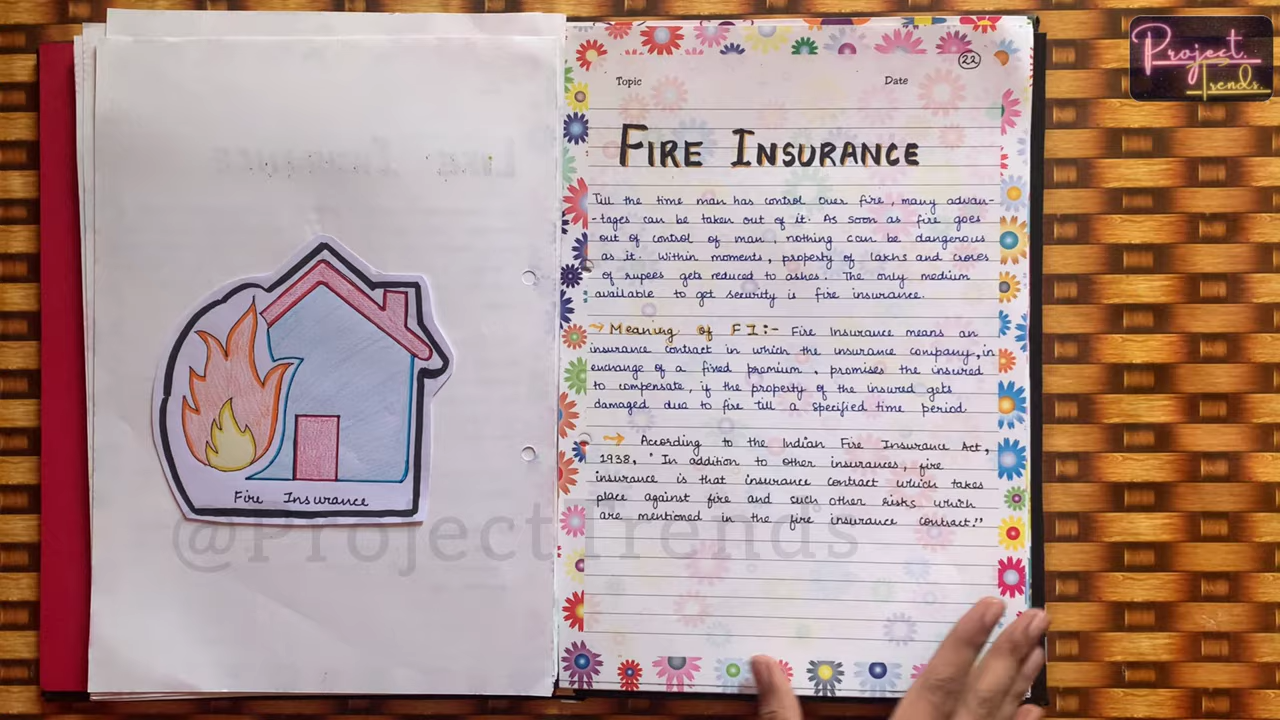 Project.
Trends.
22
Topic
Date
FIRE INSURANCE
Till the time man has control over fire, many advan-
-tages can be taken out of it. As soon as fire goes
out of control of man, nothing can be dangerous
as it. Within moments, property of lakhs and crores
of rupees gets reduced to ashes. The only medium
available to get security is fire insurance.
→ Meaning of FI:- Fire Insurance means an
insurance contract in which the insurance company, in
exchange of a fixed premium, promises the insured
to compensate, if the property of the insured gets
damaged due to fire till a specified time period
→ According to the Indian Fire Insurance Act,
1938, "In addition to other insurances, fire
insurance is that insurance contract which takes
place against fire and such other risks which
are mentioned in the fire insurance contract."
Fire Insurance
@ProjectTrends